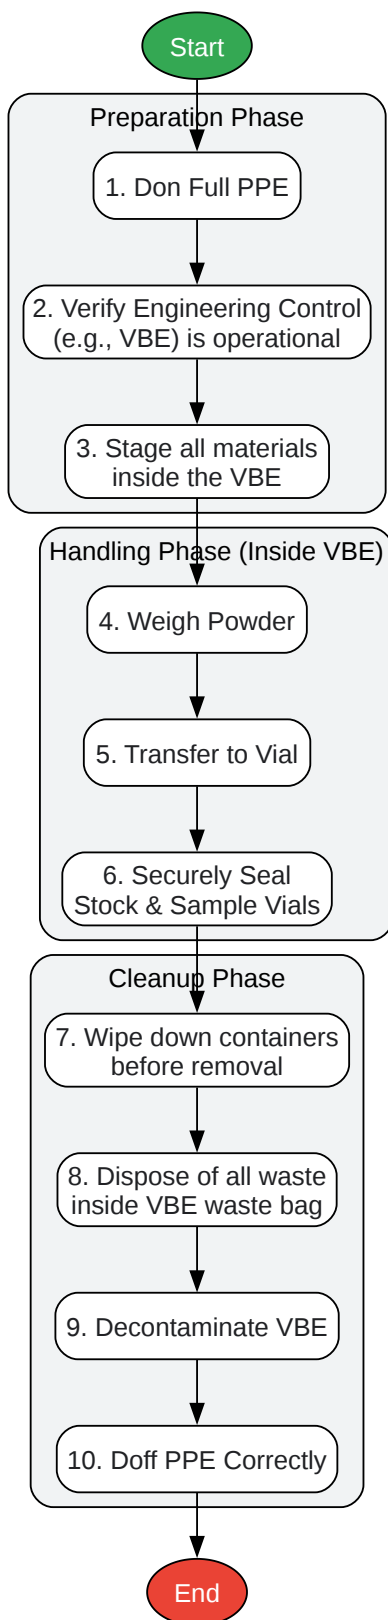 Start
Preparation Phase
1. Don Full PPE
2. Verify Engineering Control
(e.g., VBE) is operational
3. Stage all materials
inside the VBE
Handling Phase (Inside VBE)
4. Weigh Powder
5. Transfer to Vial
6. Securely Seal
Stock & Sample Vials
Cleanup Phase
7. Wipe down containers
before removal
8. Dispose of all waste
inside VBE waste bag
9. Decontaminate VBE
10. Doff PPE Correctly
End